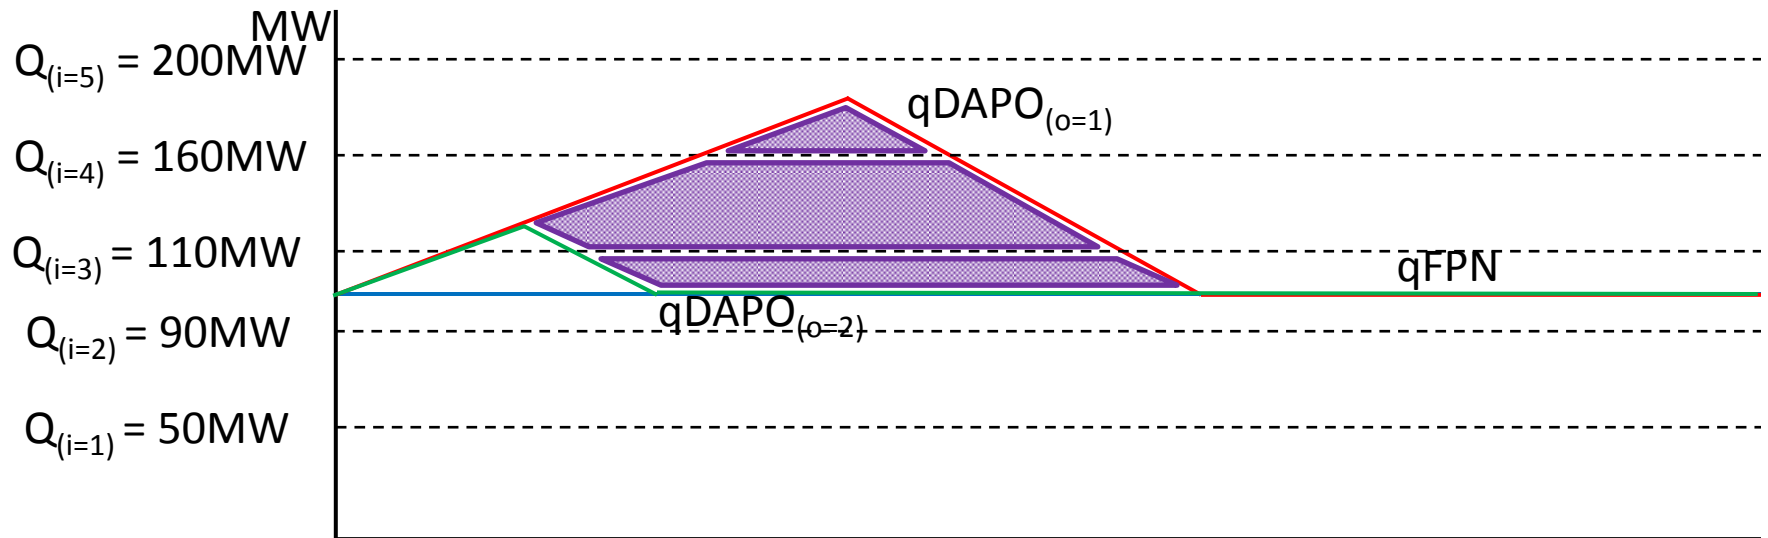 MW
Q(i=5) = 200MW
qDAPO(o=1)
Q(i=4) = 160MW
Q(i=3) = 110MW
qFPN
qDAPO(o=2)
Q(i=2) = 90MW
Q(i=1) = 50MW